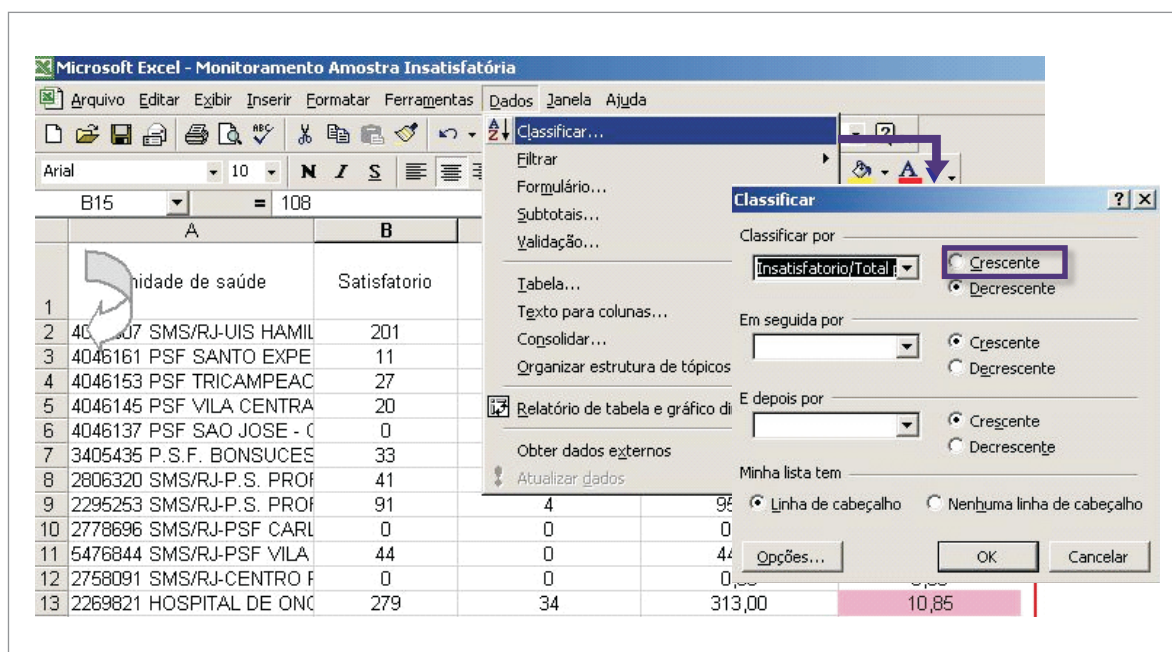 Microsoft Excel - Monitoramento Amostra Insatisfatória
Arquivo Editar Exibir Inserir Formatar Ferramentas Dados Janela Ajuda
Arial 10 N I S
B15 = 108
A B
1 Satisfatorio
2 SMS/RJ-UIS HAMIL 201
3 4046161 PSF SANTO EXPE 11
4 4046153 PSF TRICAMPEAC 27
5 4046145 PSF VILA CENTRA 20
6 4046137 PSF SAO JOSE - 0
7 3405435 P.S.F. BONSUCES 33
8 2806320 SMS/RJ-P.S. PROF 41
9 2295253 SMS/RJ-P.S. PROF 91 4
10 2778696 SMS/RJ-PSF CARL 0 0
11 5476844 SMS/RJ-PSF VILA 44 0
12 2758091 SMS/RJ-CENTRO F 0 0
13 2269821 HOSPITAL DE ONC 279 34 313,00 10,85
Classificar...
Filtrar
Formulário...
Subtotais...
Validação...
Tabela...
Texto para colunas...
Consolidar...
Organizar estrutura de tópicos
Relatório de tabela e gráfico di
Obter dados externos
Atualizar dados
Classificar
Classificar por
Insatisfatorio/Total
Crescente
Decrescente
Em seguida por
Crescente
Decrescente
E depois por
Crescente
Decrescente
Minha lista tem
Linha de cabeçalho Nenhuma linha de cabeçalho
Opções... OK Cancelar